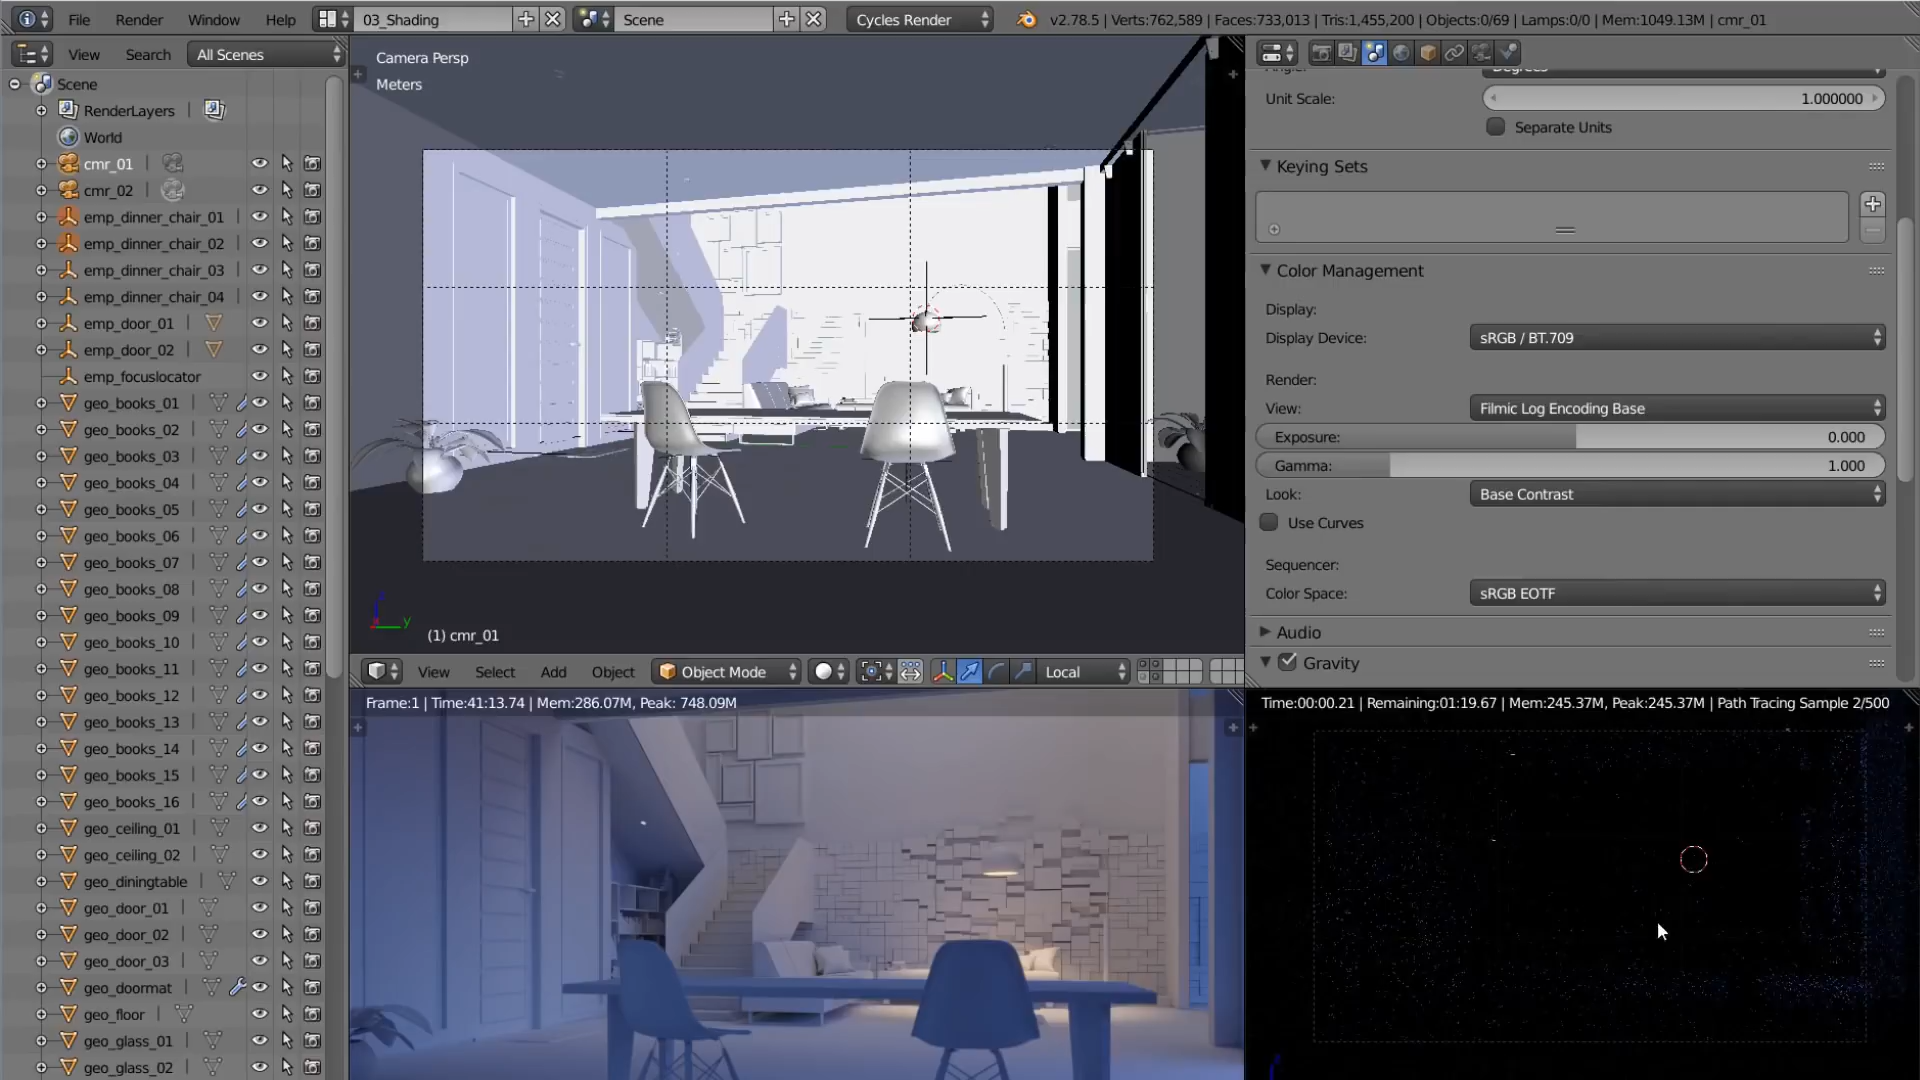 File Render Window Help 03_Shading Scene Cycles Render v2.78.5 | Verts:762,589 | Faces:733,013 | Tris:1,455,200 | Objects:0/69 | Lamps:0/0 | Mem:1049.13M | cmr_01
View Search All Scenes
Scene
RenderLayers
World
cmr_01
cmr_02
emp_dinner_chair_01
emp_dinner_chair_02
emp_dinner_chair_03
emp_dinner_chair_04
emp_door_01
emp_door_02
emp_focuslocator
geo_books_01
geo_books_02
geo_books_03
geo_books_04
geo_books_05
geo_books_06
geo_books_07
geo_books_08
geo_books_09
geo_books_10
geo_books_11
geo_books_12
geo_books_13
geo_books_14
geo_books_15
geo_books_16
geo_ceiling_01
geo_ceiling_02
geo_diningtable
geo_door_01
geo_door_02
geo_door_03
geo_doormat
geo_floor
geo_glass_01
geo_glass_02
Camera Persp
Meters
y
(1) cmr_01
View Select Add Object Object Mode Local
Frame:1 | Time:41:13.74 | Mem:286.07M, Peak: 748.09M
Unit Scale: 1.000000
Separate Units
Keying Sets
Color Management
Display:
Display Device: sRGB / BT.709
Render:
View: Filmic Log Encoding Base
Exposure: 0.000
Gamma: 1.000
Look: Base Contrast
Use Curves
Sequencer:
Color Space: sRGB EOTF
Audio
Gravity
Time:00:00.21 | Remaining:01:19.67 | Mem:245.37M, Peak:245.37M | Path Tracing Sample 2/500